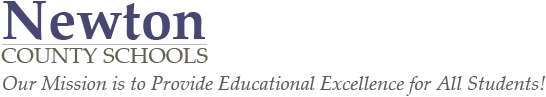 Newton
COUNTY SCHOOLS
Our Mission is to Provide Educational Excellence for All Students!